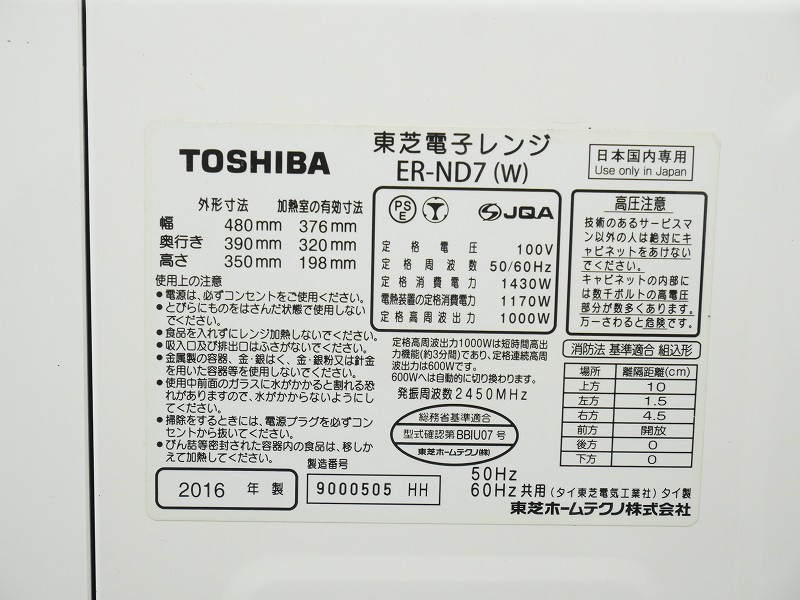 TOSHIBA
東芝電子レンジ
ER-ND7 (W)
日本国内専用
Use only in Japan
外形寸法 加熱室の有効寸法
幅 480mm 376mm
奥行き 390mm 320mm
高さ 350mm 198mm
使用上の注意
●電源は、必ずコンセントをご使用ください。
●とびらにものをはさんだ状態で使用しない
でください。
●食品を入れずにレンジ加熱しないでください。
●吸入口及び排出口はふさがないでください。
●金属製の容器、金・銀はく、金・銀粉又は針金
を用いた容器等を使用しないでください。
●使用中前面のガラスに水がかかると割れる恐
れがありますので、水がかからないようにし
てください。
●掃除をするときには、電源プラグを必ずコン
セントから抜いてください。
●びん詰等密封された容器内の食品は、移しか
えて加熱してください。
2016 年 製
製造番号
9000505 HH
PS
E
JQA
定格電圧 100V
定格周波数 50/60Hz
定格消費電力 1430W
電熱装置の定格消費電力 1170W
定格高周波出力 1000W
定格高周波出力1000Wは短時間高出
力機能(約3分間)であり、定格連続高周
波出力は600Wです。
600Wへは自動的に切り換わります。
発振周波数2450MHz
総務省基準適合
型式確認第BBIU07号
東芝ホームテクノ(株)
高圧注意
技術のあるサービスマ
ン以外の人は絶対にキ
ャビネットをあけない
でください。
キャビネットの内部に
は数千ボルトの高電圧
部分が数多くあります。
万一さわると危険です。
消防法 基準適合 組込形
場所 離隔距離(cm)
上方 10
左方 1.5
右方 4.5
前方 開放
後方 0
下方 0
50Hz
60Hz共用 (タイ東芝電気工業社) タイ製
東芝ホームテクノ株式会社